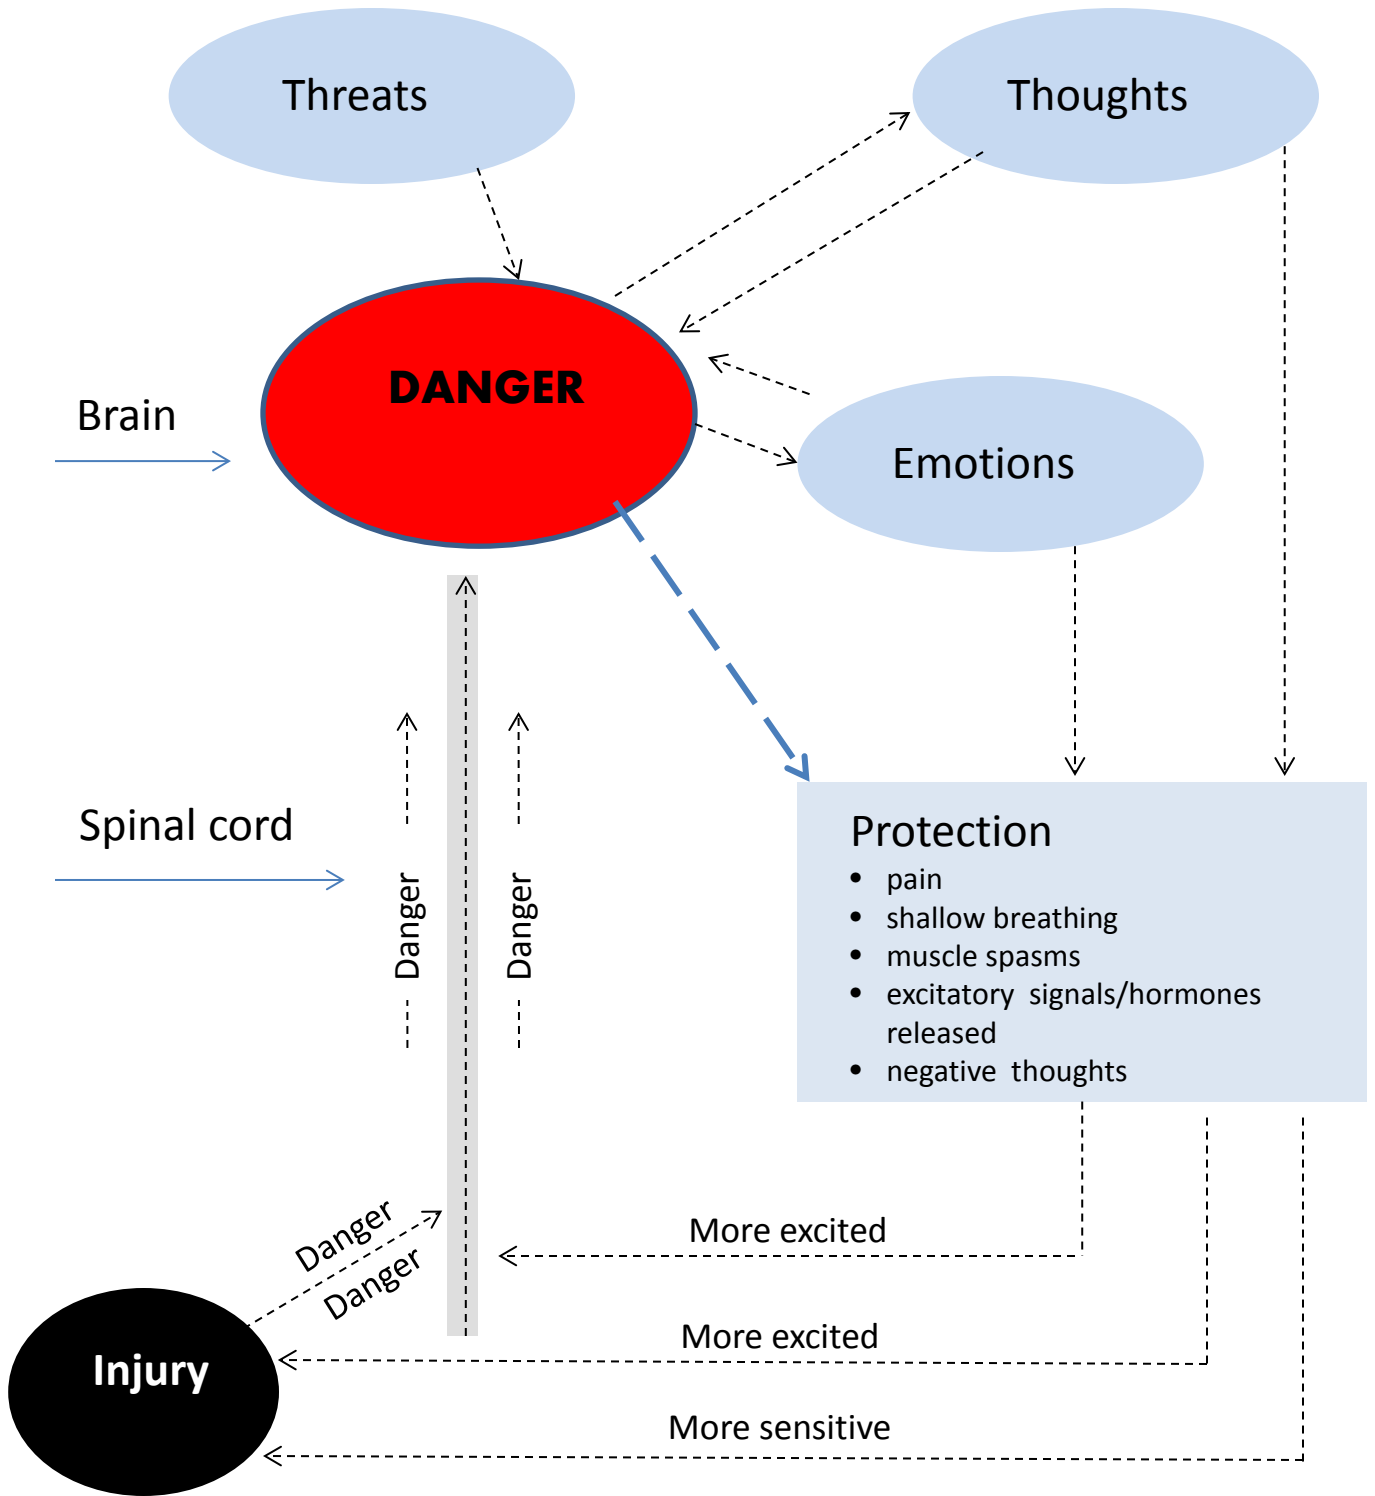 Threats
Thoughts
DANGER
Brain
Emotions
Spinal cord
Danger
Danger
Protection
• pain
• shallow breathing
• muscle spasms
• excitatory signals/hormones
released
• negative thoughts
Danger
Danger
More excited
More excited
Injury
More sensitive